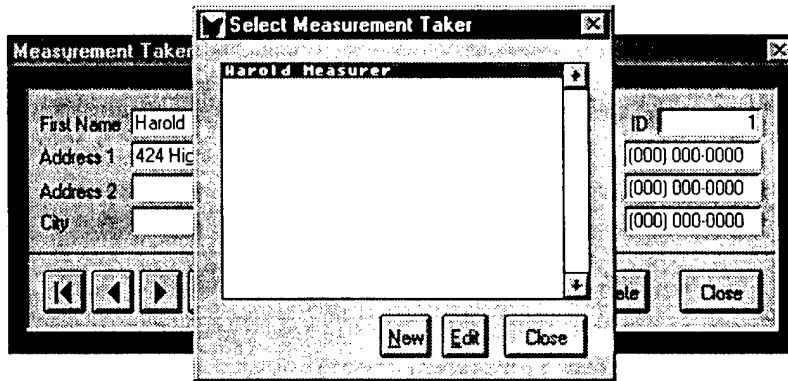 Select Measurement Taker
Measurement Taker
Harold Measurer
First Name Harold ID 1
Address 1 424 Hig (000) 000-0000
Address 2 (000) 000-0000
City (000) 000-0000
Close
New Edit Close